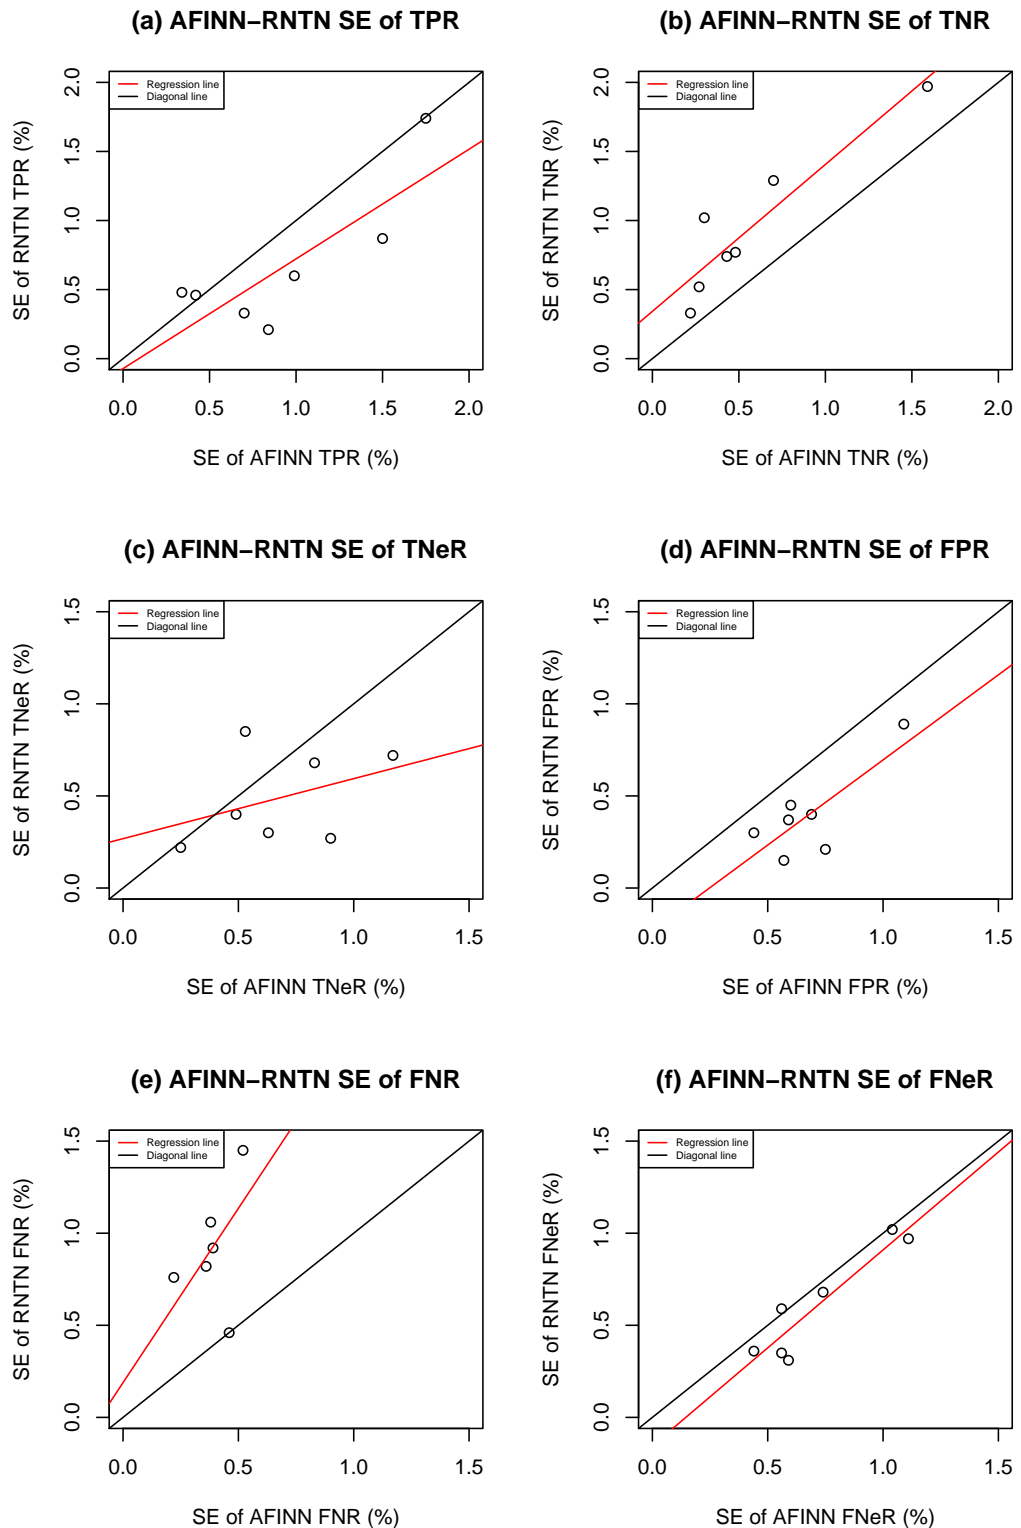 (a) AFINN–RNTN SE of TPR
Regression line
Diagonal line
SE of RNTN TPR (%)
0.0 0.5 1.0 1.5 2.0
0.0 0.5 1.0 1.5 2.0
SE of AFINN TPR (%)
(b) AFINN–RNTN SE of TNR
Regression line
Diagonal line
SE of RNTN TNR (%)
0.0 0.5 1.0 1.5 2.0
0.0 0.5 1.0 1.5 2.0
SE of AFINN TNR (%)
(c) AFINN–RNTN SE of TNeR
Regression line
Diagonal line
SE of RNTN TNeR (%)
0.0 0.5 1.0 1.5
0.0 0.5 1.0 1.5
SE of AFINN TNeR (%)
(d) AFINN–RNTN SE of FPR
Regression line
Diagonal line
SE of RNTN FPR (%)
0.0 0.5 1.0 1.5
0.0 0.5 1.0 1.5
SE of AFINN FPR (%)
(e) AFINN–RNTN SE of FNR
Regression line
Diagonal line
SE of RNTN FNR (%)
0.0 0.5 1.0 1.5
0.0 0.5 1.0 1.5
SE of AFINN FNR (%)
(f) AFINN–RNTN SE of FNeR
Regression line
Diagonal line
SE of RNTN FNeR (%)
0.0 0.5 1.0 1.5
0.0 0.5 1.0 1.5
SE of AFINN FNeR (%)